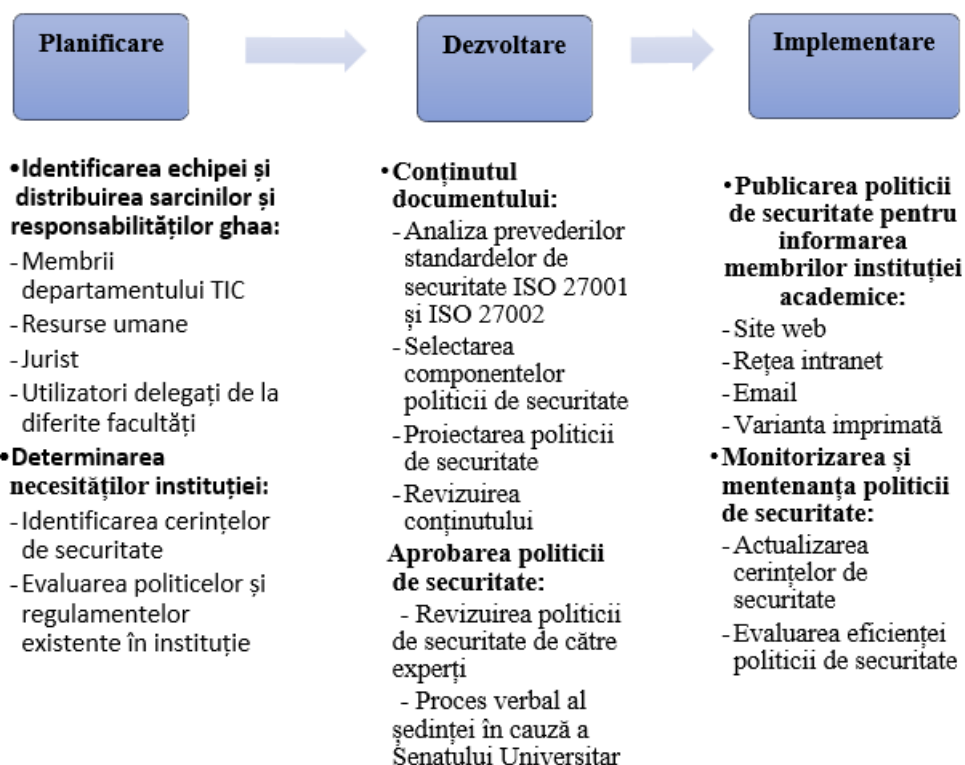 Planificare
•Identificarea echipei și
distribuirea sarcinilor și
responsabilităților ghaa:
-Membrii
departamentului TIC
-Resurse umane
-Jurist
-Utilizatori delegați de la
diferite facultăți
•Determinarea
necesităților instituției:
-Identificarea cerințelor
de securitate
-Evaluarea politicelor și
regulamentelor
existente în instituție
Dezvoltare
•Conținutul
documentului:
-Analiza prevederilor
standardelor de
securitate ISO 27001
și ISO 27002
-Selectarea
componentelor
politicii de securitate
-Proiectarea politicii
de securitate
-Revizuirea
conținutului
Aprobarea politicii
de securitate:
- Revizuirea politicii
de securitate de către
experți
- Proces verbal al
ședinței în cauză a
Senatului Universitar
Implementare
•Publicarea politicii
de securitate pentru
informarea
membrilor instituției
academice:
-Site web
-Rețea intranet
-Email
-Varianta imprimată
•Monitorizarea și
mentenanța politicii
de securitate:
-Actualizarea
cerințelor de
securitate
-Evaluarea eficienței
politicii de securitate